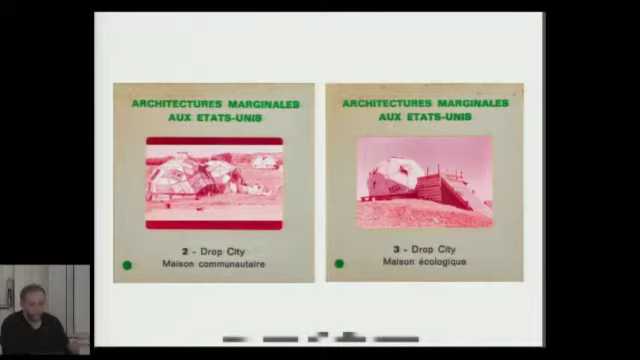 ARCHITECTURES MARGINALES
AUX ETATS-UNIS
2 - Drop City
Maison communautaire
ARCHITECTURES MARGINALES
AUX ETATS-UNIS
3 - Drop City
Maison écologique